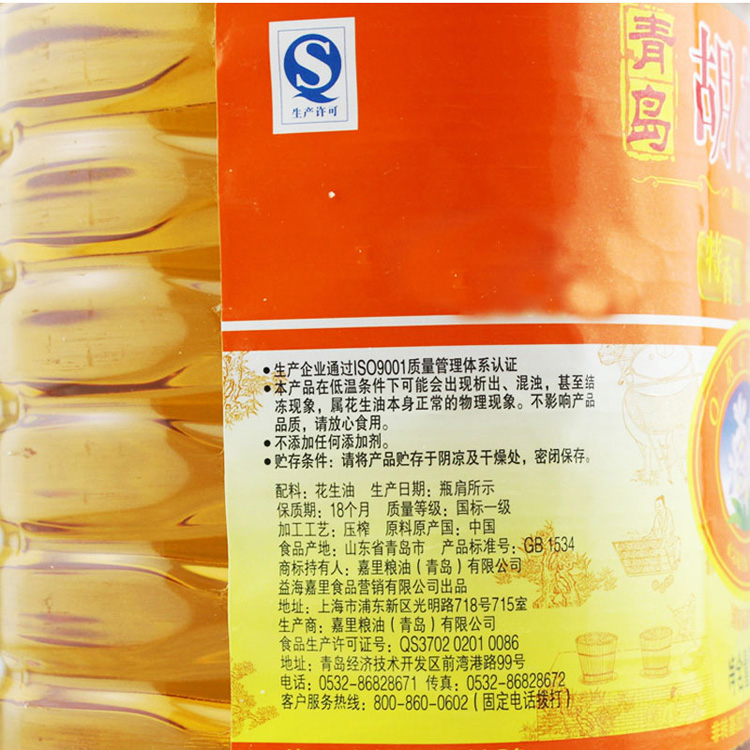 生产许可
青岛
胡
●生产企业通过ISO9001质量管理体系认证
●本产品在低温条件下可能会出现析出、混浊，甚至结
冻现象，属花生油本身正常的物理现象。不影响产品
品质，请放心食用。
●不添加任何添加剂。
●贮存条件：请将产品贮存于阴凉及干燥处，密闭保存。
配料：花生油 生产日期：瓶肩所示
保质期：18个月 质量等级：国标一级
加工工艺：压榨 原料原产国：中国
食品产地：山东省青岛市 产品标准号：GB 1534
商标持有人：嘉里粮油（青岛）有限公司
益海嘉里食品营销有限公司出品
地址：上海市浦东新区光明路718号715室
生产商：嘉里粮油（青岛）有限公司
食品生产许可证号：QS3702 0201 0086
地址：青岛经济技术开发区前湾港路99号
电话：0532-86828671 传真：0532-86828672
客户服务热线：800-860-0602（固定电话拨打）